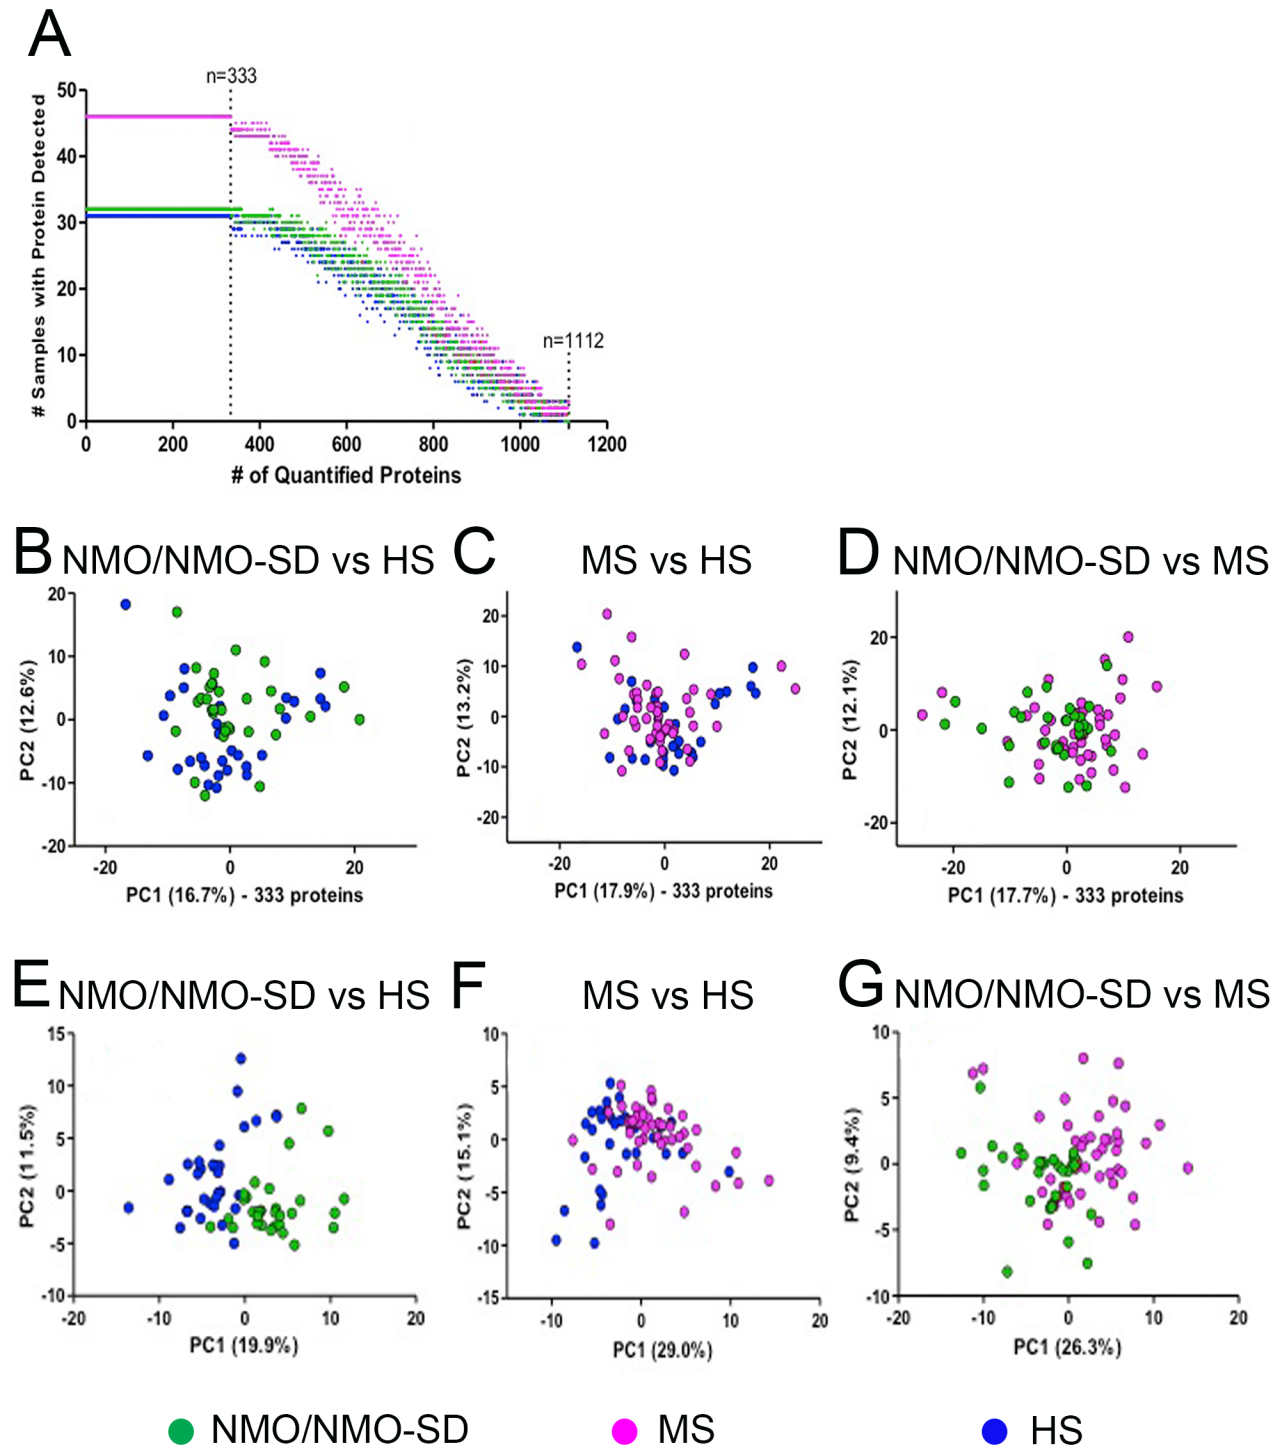 A
n=333
50
40
30
20
10
0
# Samples with Protein Detected
n=1112
0 200 400 600 800 1000 1200
# of Quantified Proteins
B NMO/NMO-SD vs HS
20
10
0
-10
-20
PC2 (12.6%)
-20 0 20
PC1 (16.7%) - 333 proteins
C MS vs HS
20
10
0
-10
-20
PC2 (13.2%)
-20 0 20
PC1 (17.9%) - 333 proteins
D NMO/NMO-SD vs MS
20
0
-20
PC2 (12.1%)
-20 0 20
PC1 (17.7%) - 333 proteins
E NMO/NMO-SD vs HS
15
10
5
0
-5
-10
PC2 (11.5%)
-20 -10 0 10 20
PC1 (19.9%)
F MS vs HS
10
5
0
-5
-10
-15
PC2 (15.1%)
-10 0 10 20
PC1 (29.0%)
G NMO/NMO-SD vs MS
10
5
0
-5
-10
PC2 (9.4%)
-20 -10 0 10 20
PC1 (26.3%)
NMO/NMO-SD MS HS